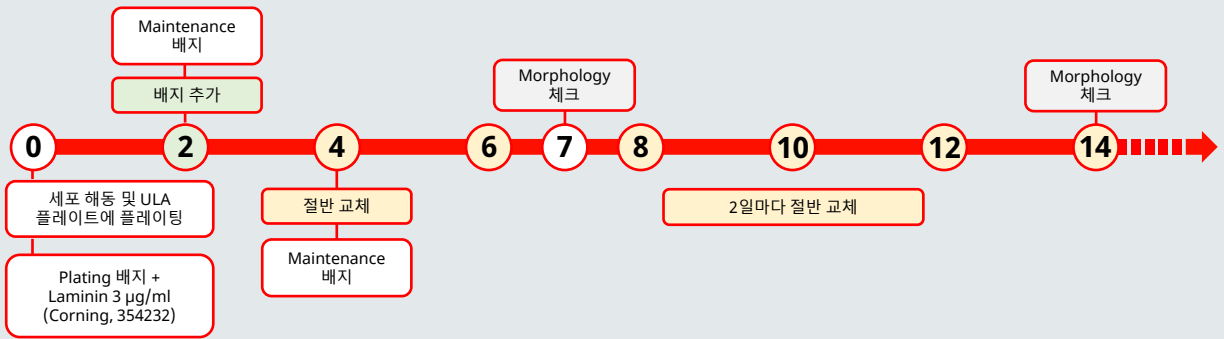 Maintenance
배지
배지 추가
Morphology
체크
Morphology
체크
0
2
4
6
7
8
10
12
14
세포 해동 및 ULA
플레이트에 플레이팅
절반 교체
2일마다 절반 교체
Plating 배지 +
Laminin 3 μg/ml
(Corning, 354232)
Maintenance
배지